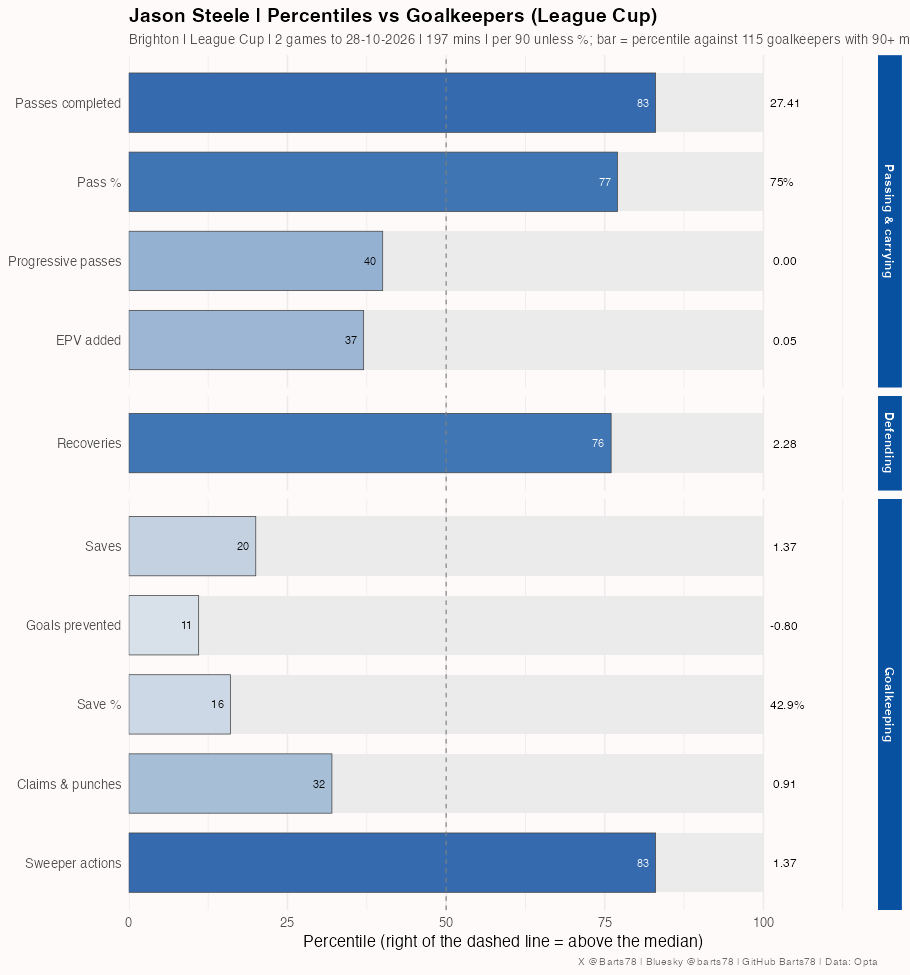 Jason Steele | Percentiles vs Goalkeepers (League Cup)
Brighton | League Cup | 2 games to 28-10-2026 | 197 mins | per 90 unless %; bar = percentile against 115 goalkeepers with 90+ m
Passes completed 83 27.41
Pass % 77 75%
Progressive passes 40 0.00
EPV added 37 0.05
Passing & carrying
Recoveries 76 2.28
Defending
Saves 20 1.37
Goals prevented 11 -0.80
Save % 16 42.9%
Claims & punches 32 0.91
Sweeper actions 83 1.37
Goalkeeping
0 25 50 75 100
Percentile (right of the dashed line = above the median)
X @Barts78 | Bluesky @barts78 | GitHub Barts78 | Data: Opta